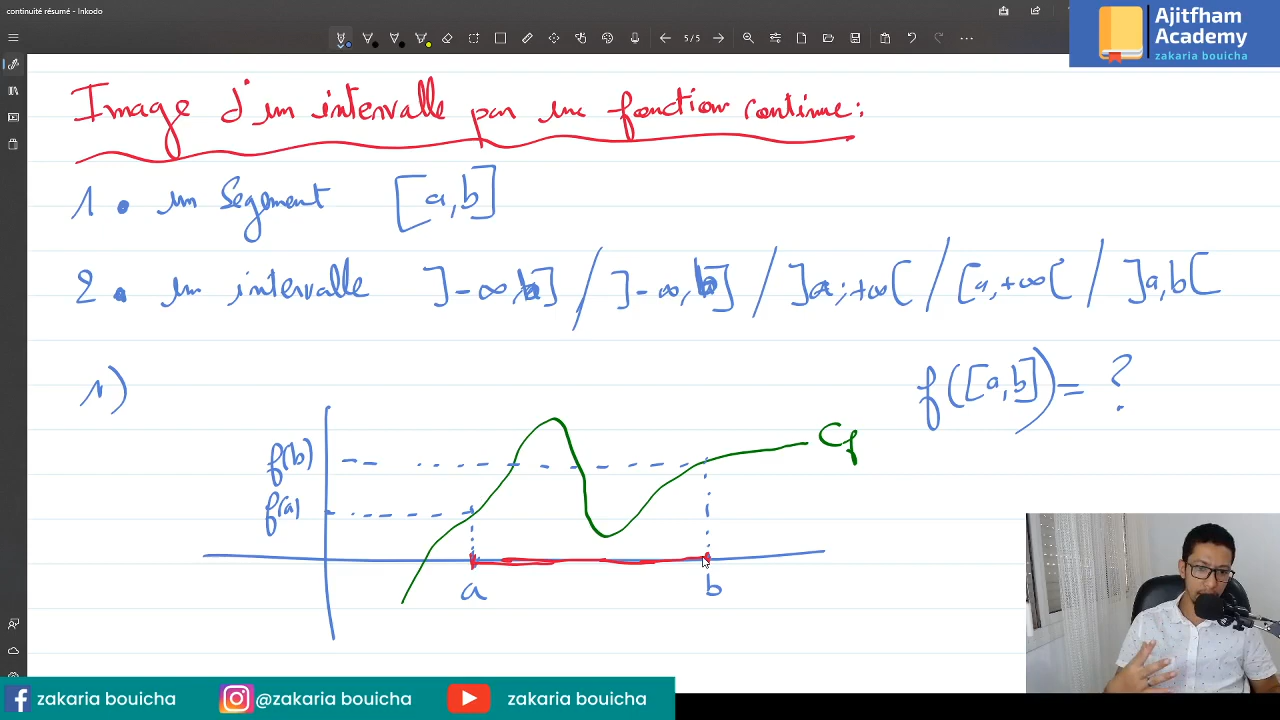 continuité résumé - Inkodo
5/5
Ajitfham
Academy
zakaria bouicha
Image d'un intervalle par une fonction continue :
1 • un Segment [a,b]
2 • un intervalle ]-∞,b] / ]-∞,b] / ]a;+∞[ / [a,+∞[ / ]a,b[
1)
f([a,b]) = ?
Cf
f(b)
f(a)
a
b
zakaria bouicha
@zakaria bouicha
zakaria bouicha